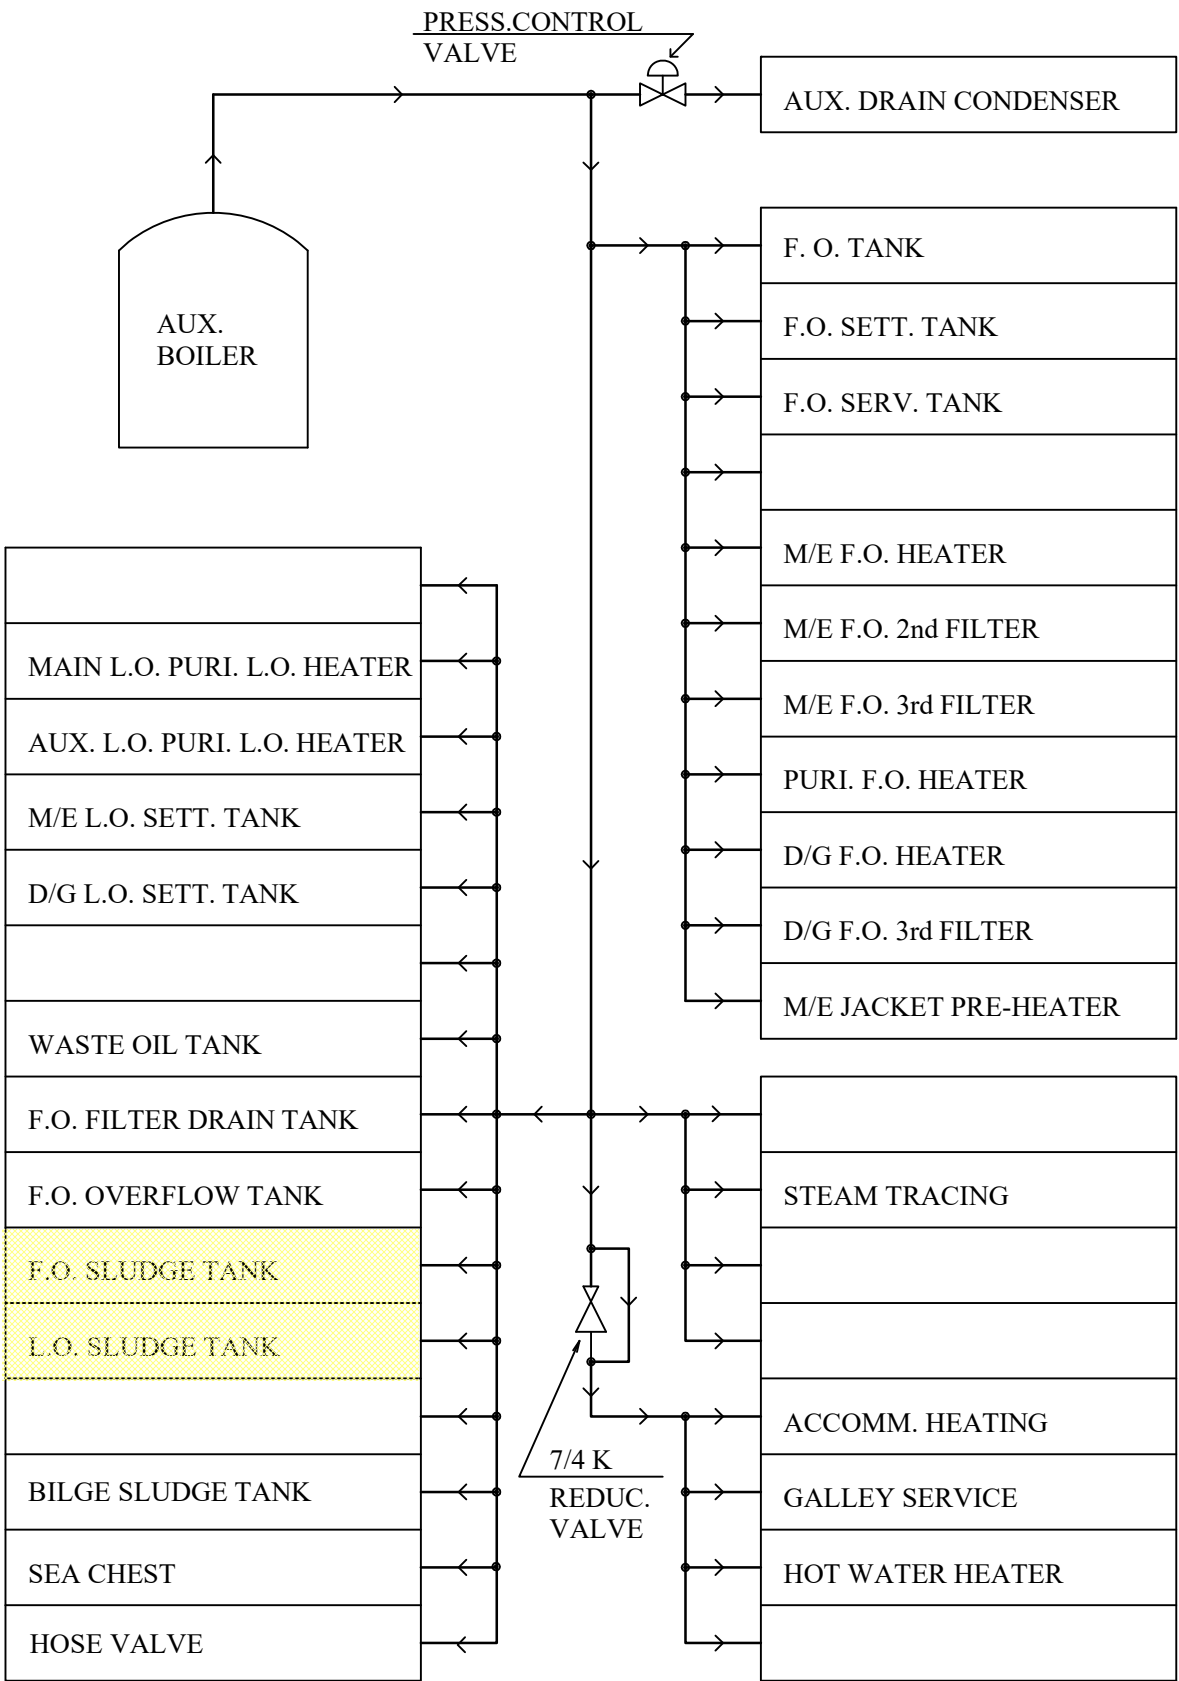 PRESS.CONTROL
VALVE
AUX. DRAIN CONDENSER
AUX.
BOILER
F. O. TANK
F.O. SETT. TANK
F.O. SERV. TANK
M/E F.O. HEATER
M/E F.O. 2nd FILTER
M/E F.O. 3rd FILTER
PURI. F.O. HEATER
D/G F.O. HEATER
D/G F.O. 3rd FILTER
M/E JACKET PRE-HEATER
MAIN L.O. PURI. L.O. HEATER
AUX. L.O. PURI. L.O. HEATER
M/E L.O. SETT. TANK
D/G L.O. SETT. TANK
WASTE OIL TANK
F.O. FILTER DRAIN TANK
F.O. OVERFLOW TANK
F.O. SLUDGE TANK
L.O. SLUDGE TANK
BILGE SLUDGE TANK
SEA CHEST
HOSE VALVE
7/4 K
REDUC.
VALVE
STEAM TRACING
ACCOMM. HEATING
GALLEY SERVICE
HOT WATER HEATER